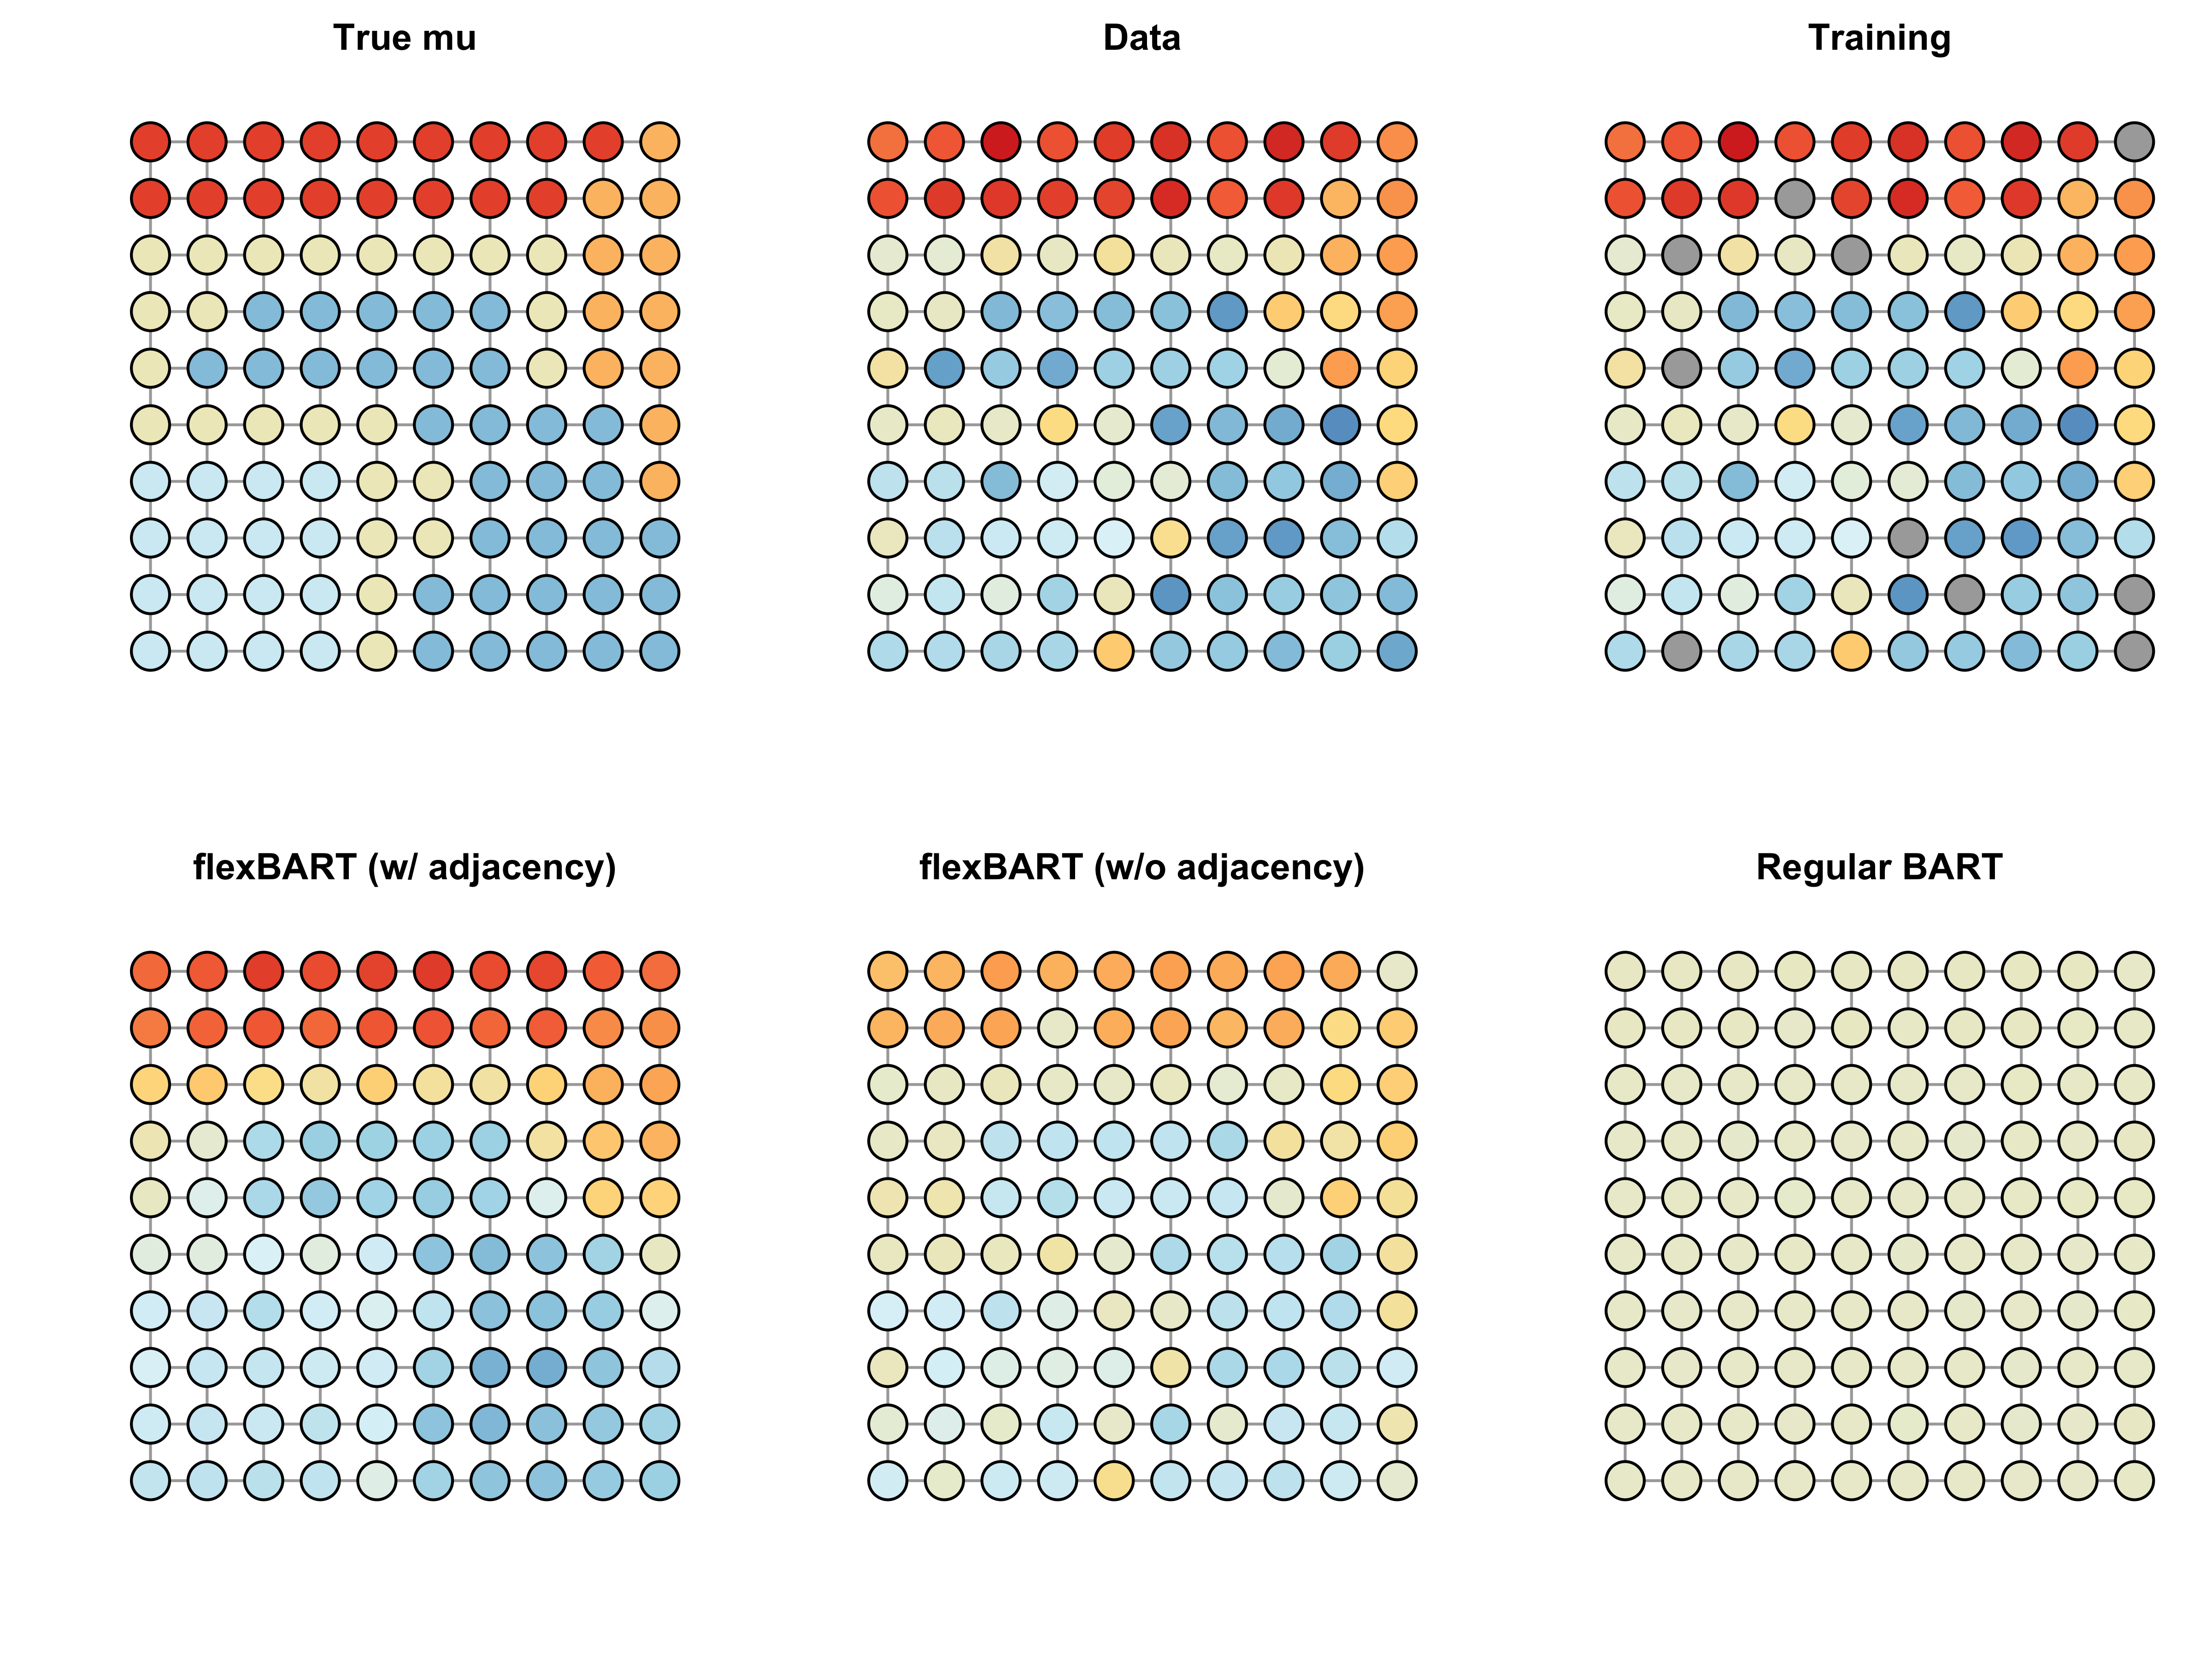 True mu
Data
Training
flexBART (w/ adjacency)
flexBART (w/o adjacency)
Regular BART